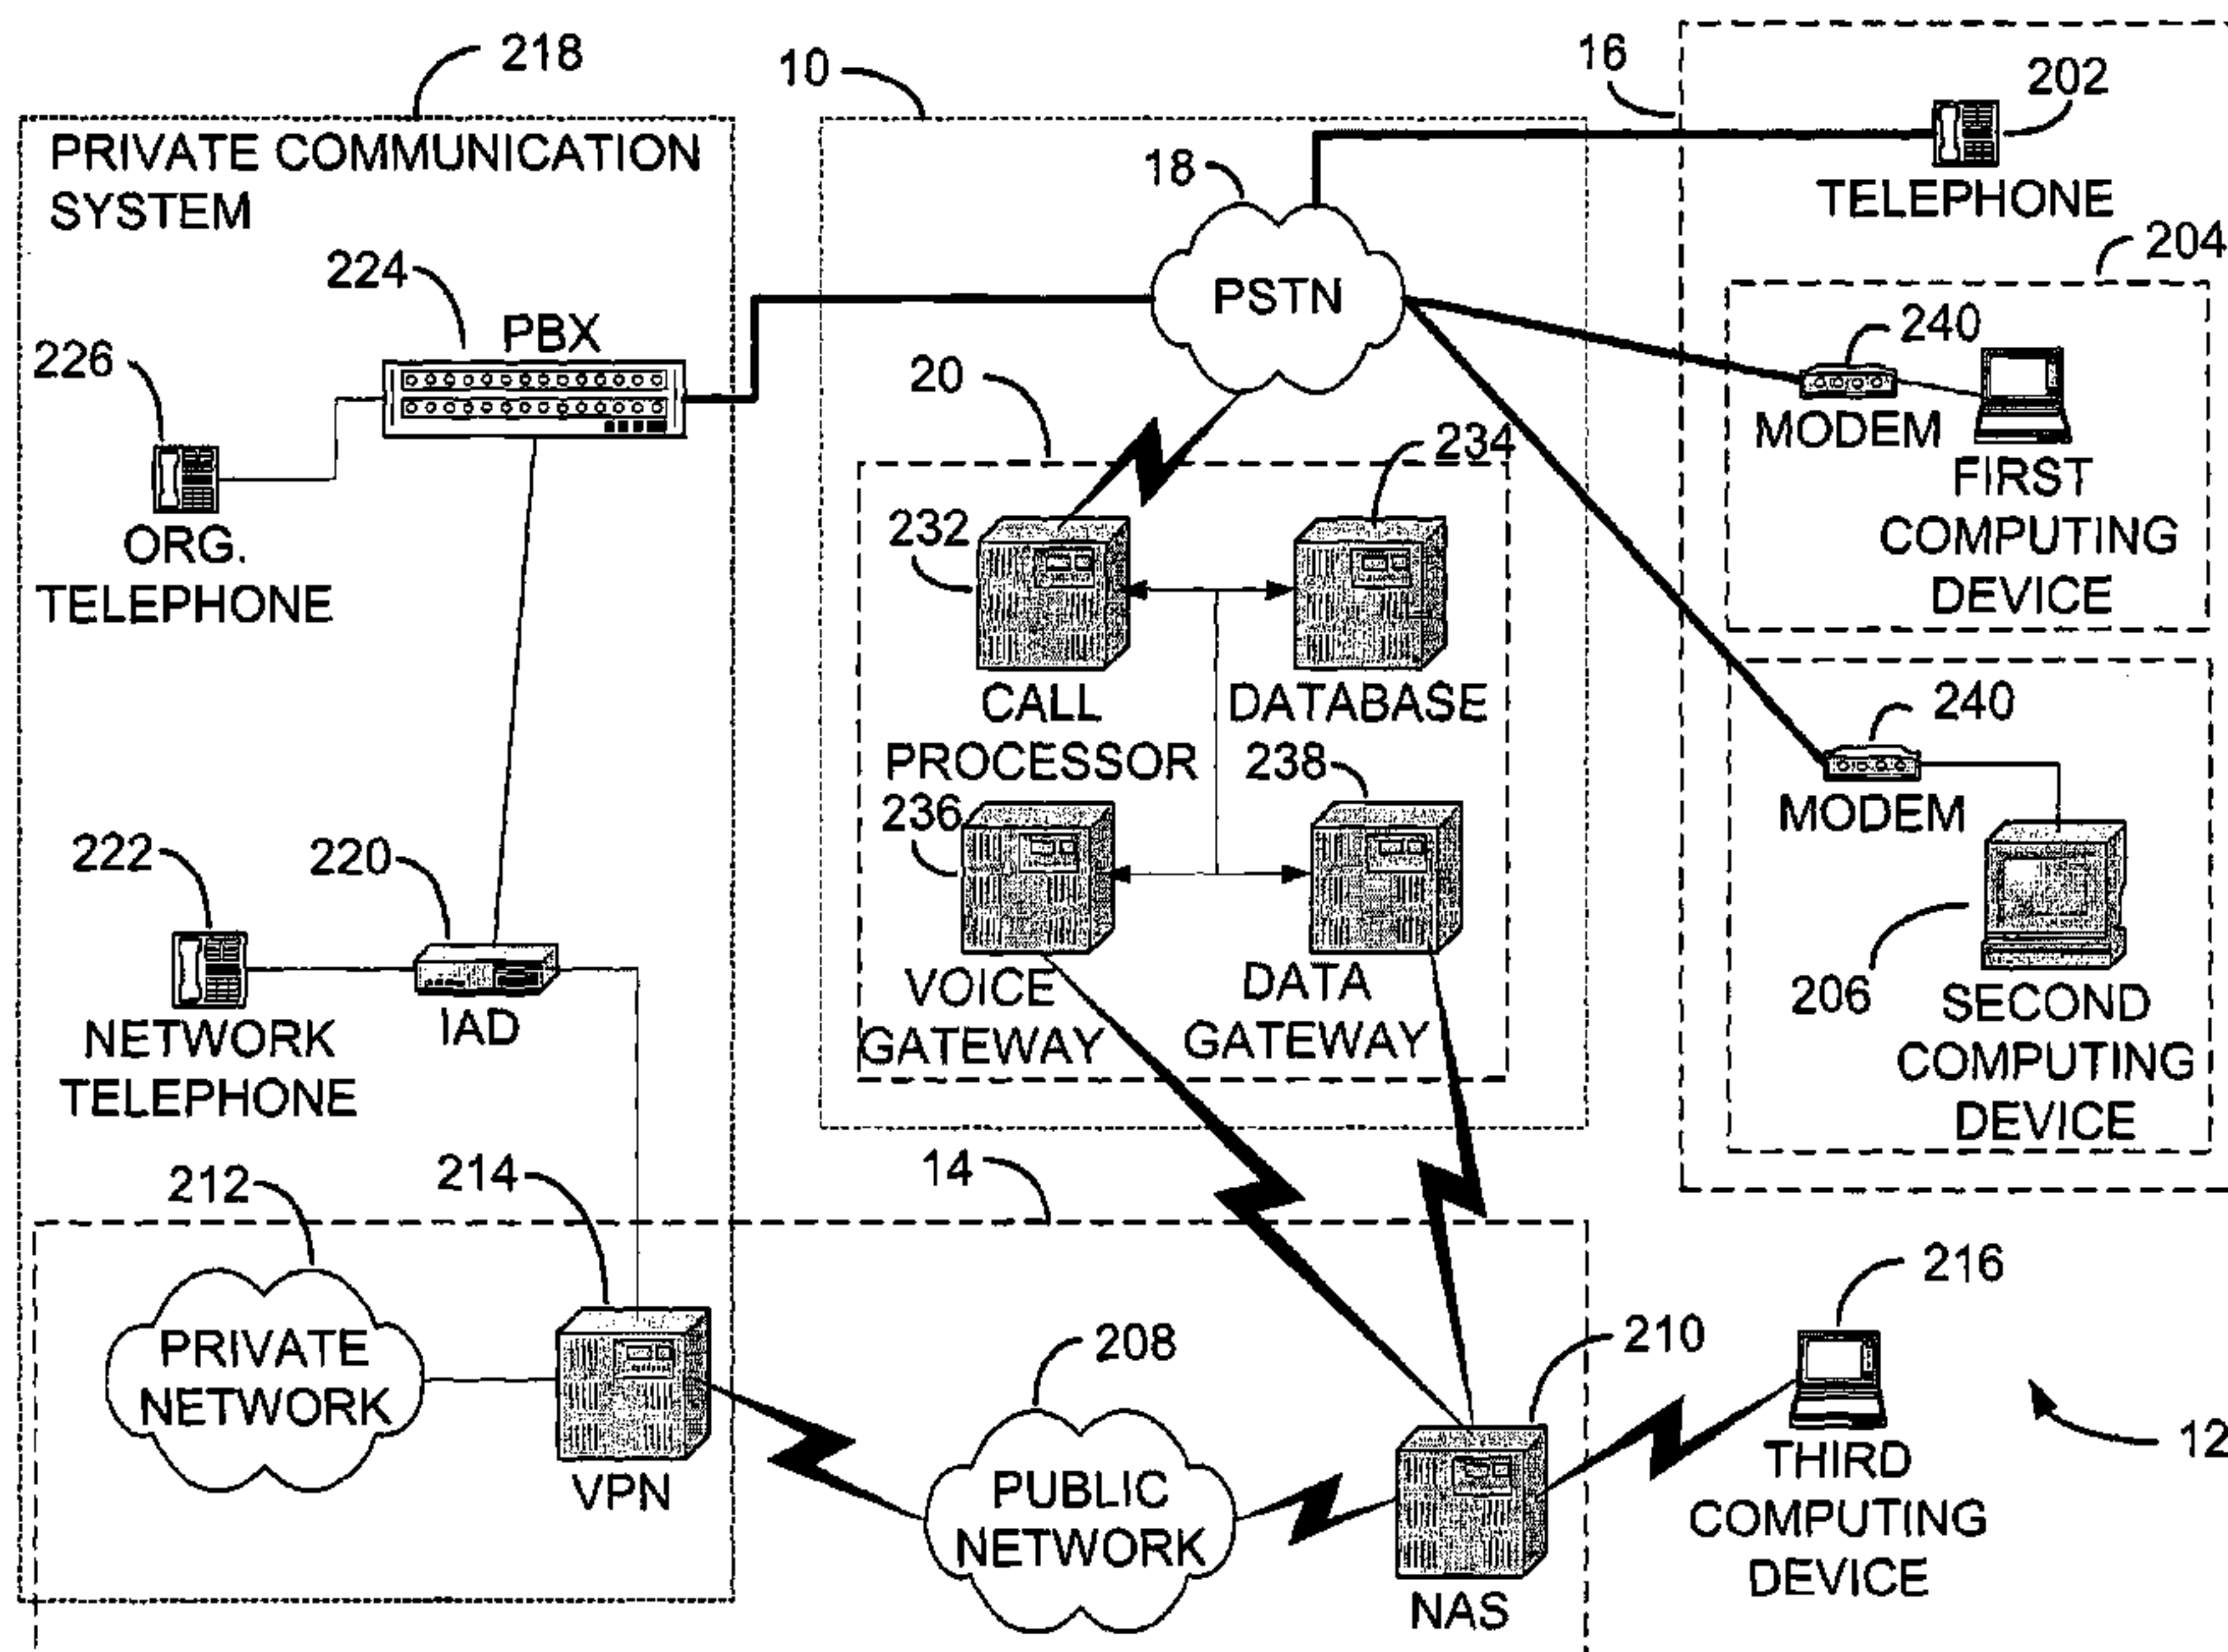 218
PRIVATE COMMUNICATION
SYSTEM
224
PBX
226
ORG.
TELEPHONE
222
220
NETWORK
TELEPHONE
IAD
212
214
PRIVATE
NETWORK
VPN
10
18
PSTN
20
232
234
CALL
PROCESSOR
DATABASE
236
238
VOICE
GATEWAY
DATA
GATEWAY
14
208
PUBLIC
NETWORK
210
NAS
16
202
TELEPHONE
204
240
MODEM
FIRST
COMPUTING
DEVICE
240
MODEM
206
SECOND
COMPUTING
DEVICE
216
THIRD
COMPUTING
DEVICE
12